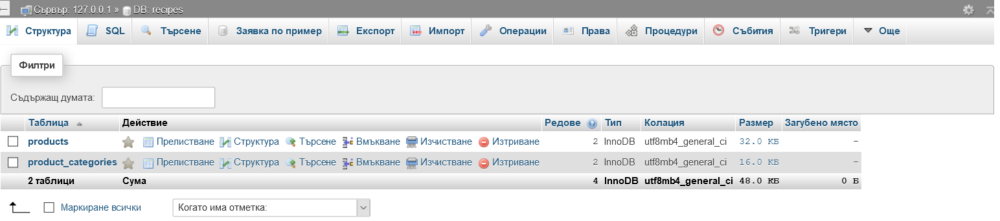 Сървър: 127.0.0.1 » DB: recipes
Структура SQL Търсене Заявка по пример Експорт Импорт Операции Права Процедури Събития Тригери Още
Филтри
Съдържащ думата:
Таблица Действие Редове Тип Колация Размер Загубено място
products Прелистване Структура Търсене Вмъкване Изчистване Изтриване 2 InnoDB utf8mb4_general_ci 32.0 КБ -
product_categories Прелистване Структура Търсене Вмъкване Изчистване Изтриване 2 InnoDB utf8mb4_general_ci 16.0 КБ -
2 таблици Сума 4 InnoDB utf8mb4_general_ci 48.0 КБ 0 Б
Маркиране всички Когато има отметка: